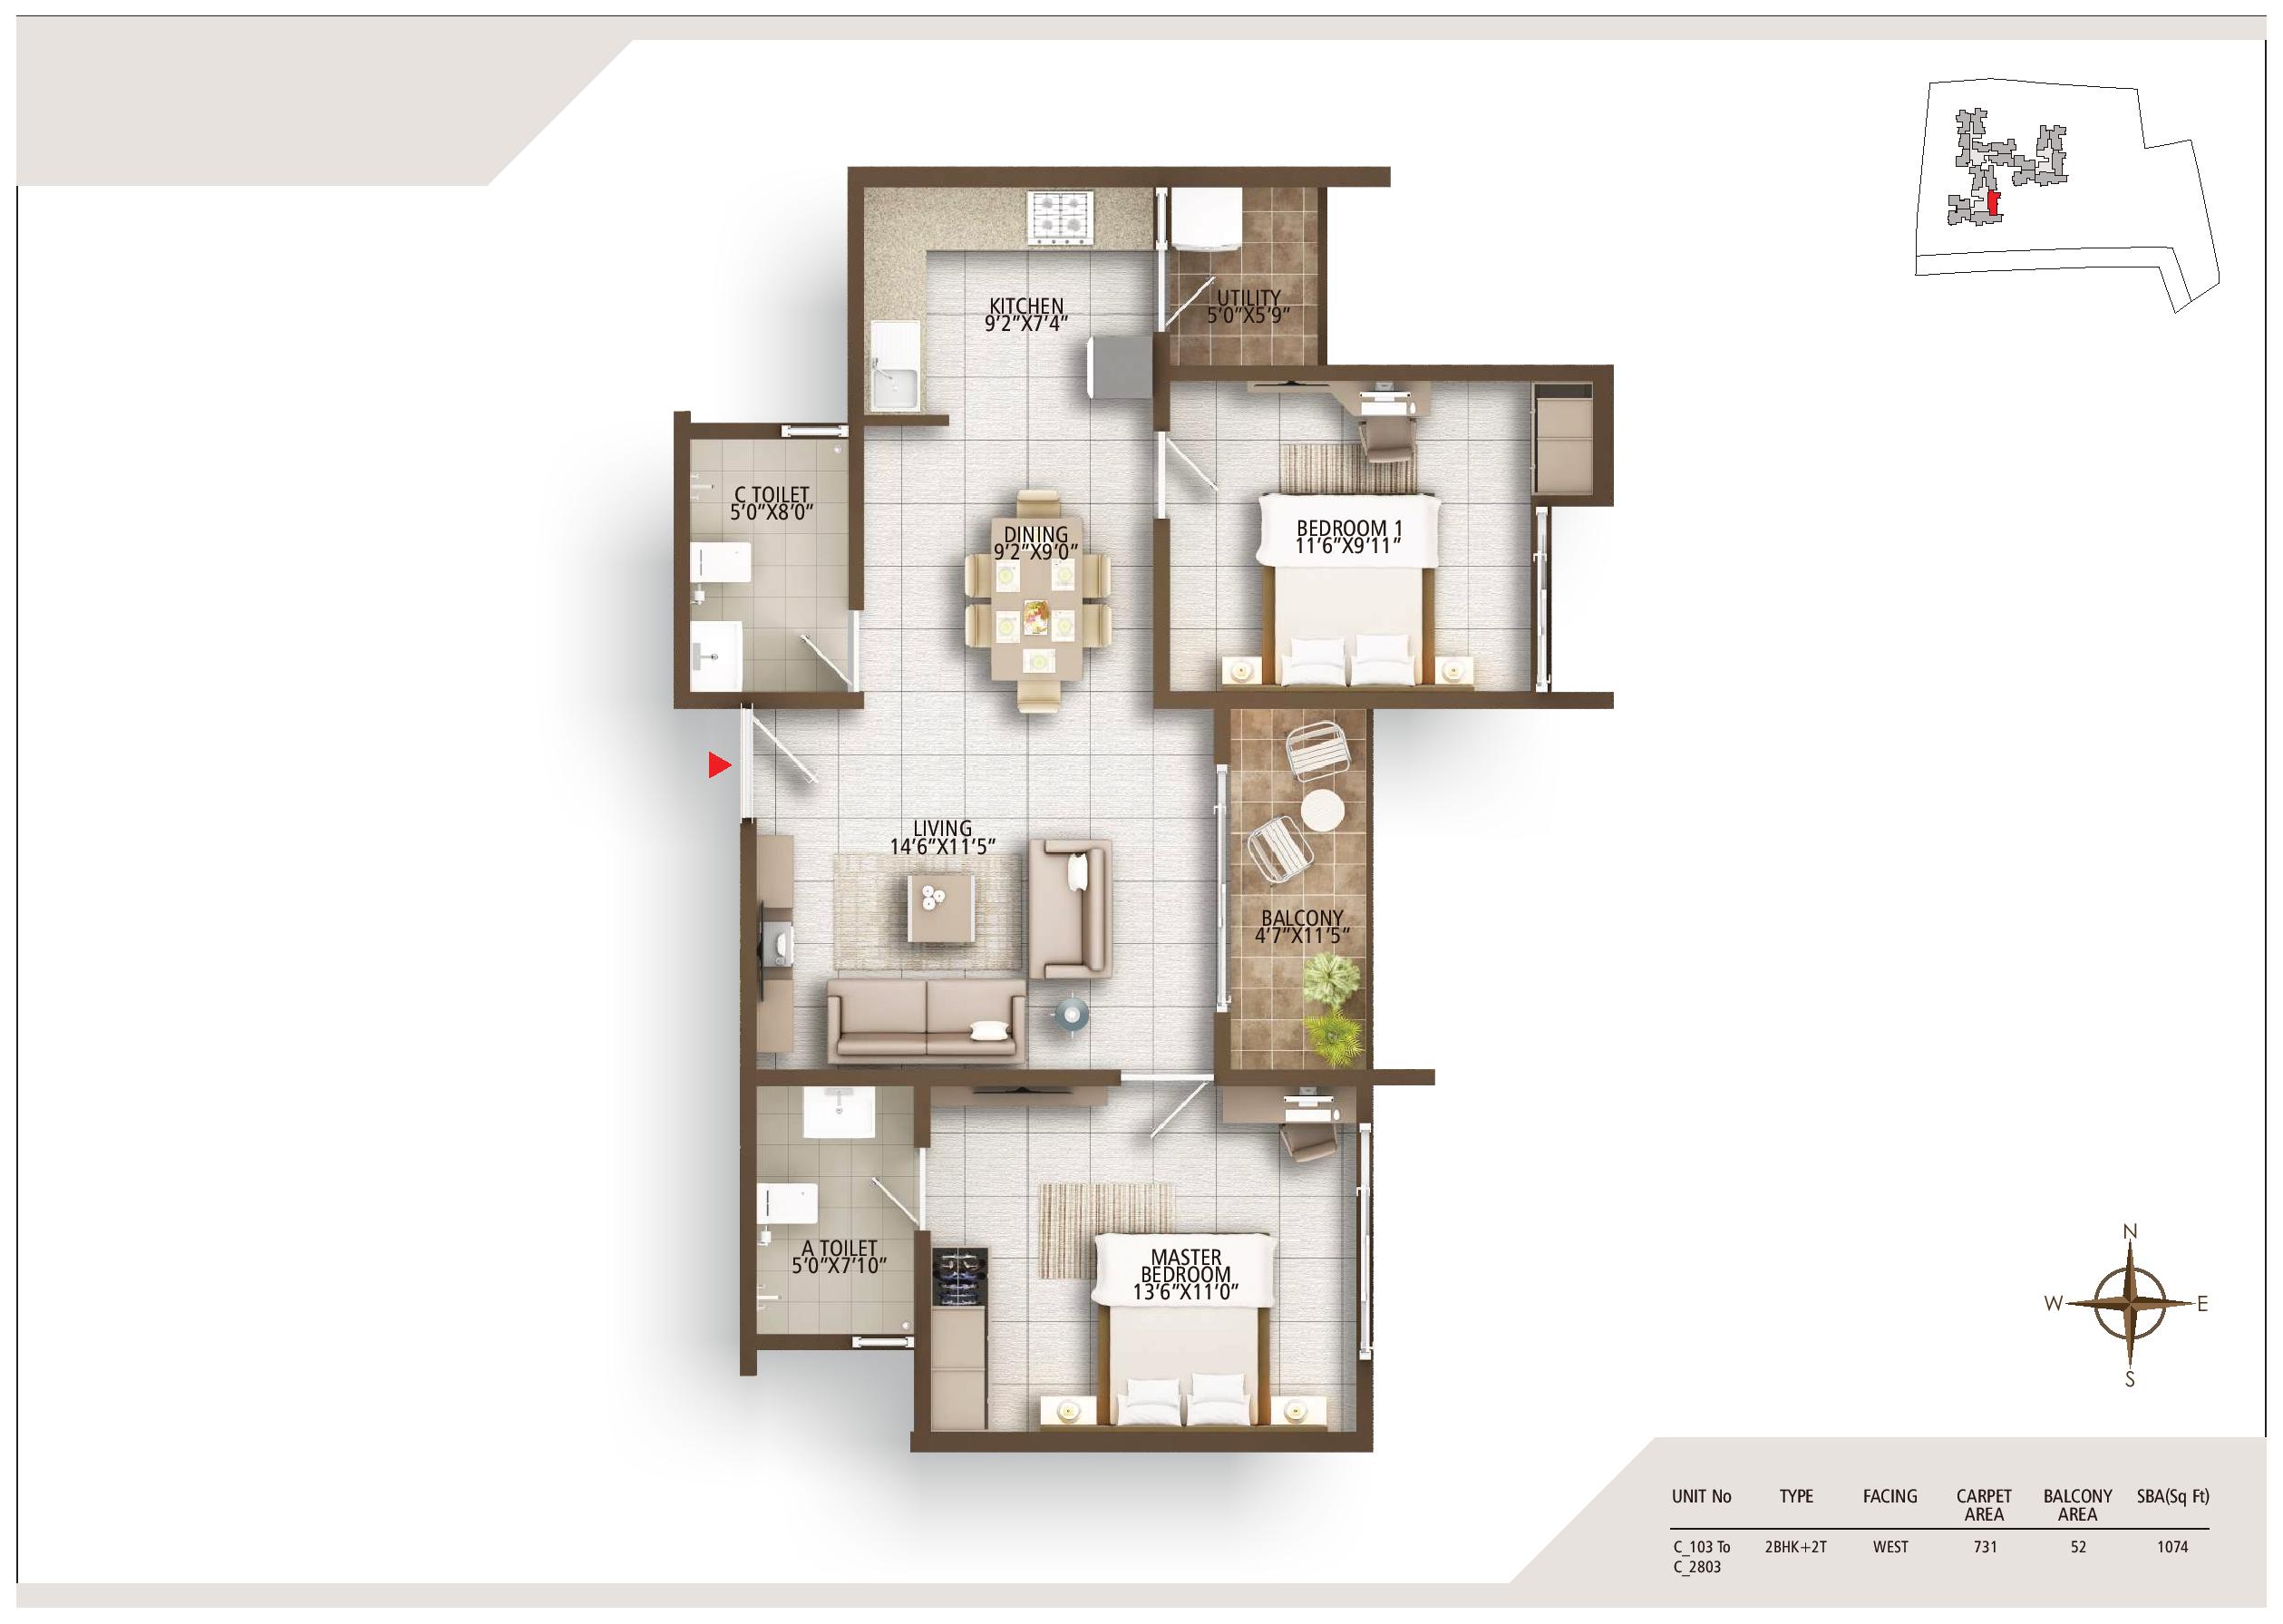 KITCHEN
9'2"X7'4"
UTILITY
5'0"X5'9"
C TOILET
5'0"X8'0"
DINING
9'2"X9'0"
BEDROOM 1
11'6"X9'11"
LIVING
14'6"X11'5"
BALCONY
4'7"X11'5"
A TOILET
5'0"X7'10"
MASTER
BEDROOM
13'6"X11'0"
N
W E
S
UNIT No TYPE FACING CARPET BALCONY SBA(Sq Ft)
AREA AREA
C_103 To 2BHK+2T WEST 731 52 1074
C_2803